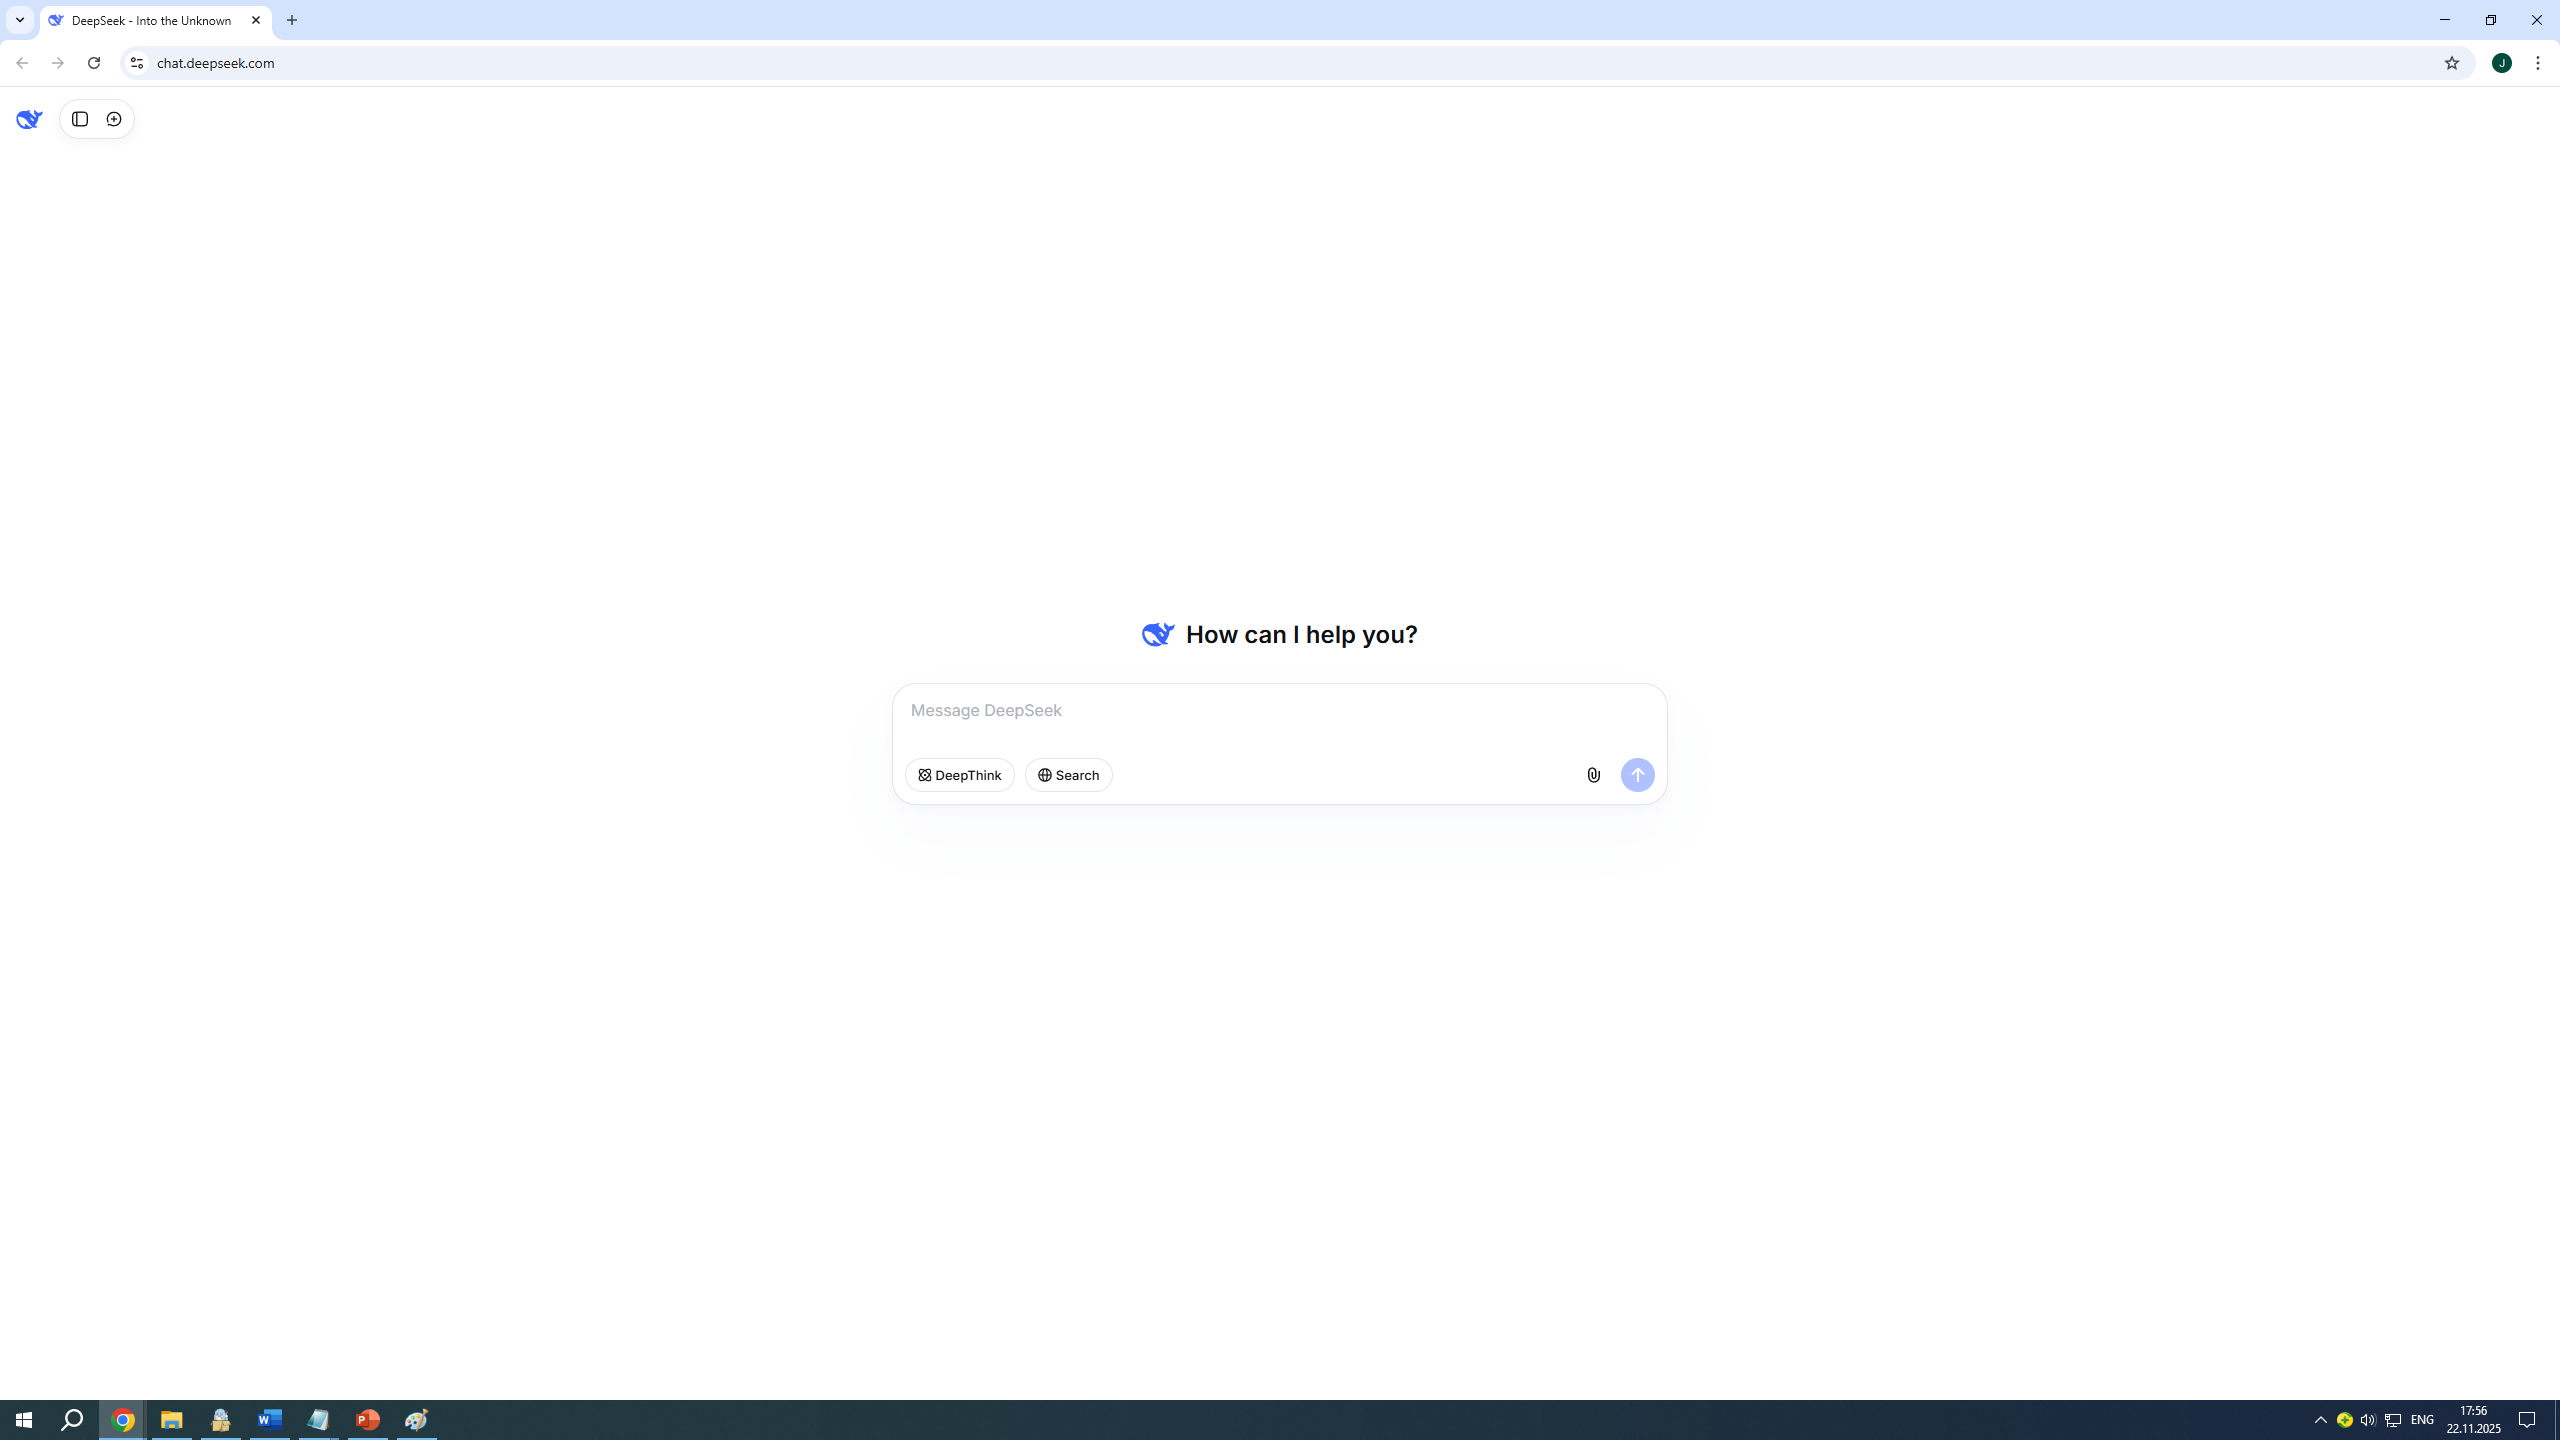 DeepSeek - Into the Unknown
chat.deepseek.com
J
How can I help you?
Message DeepSeek
DeepThink
Search
ENG
17:56
22.11.2025